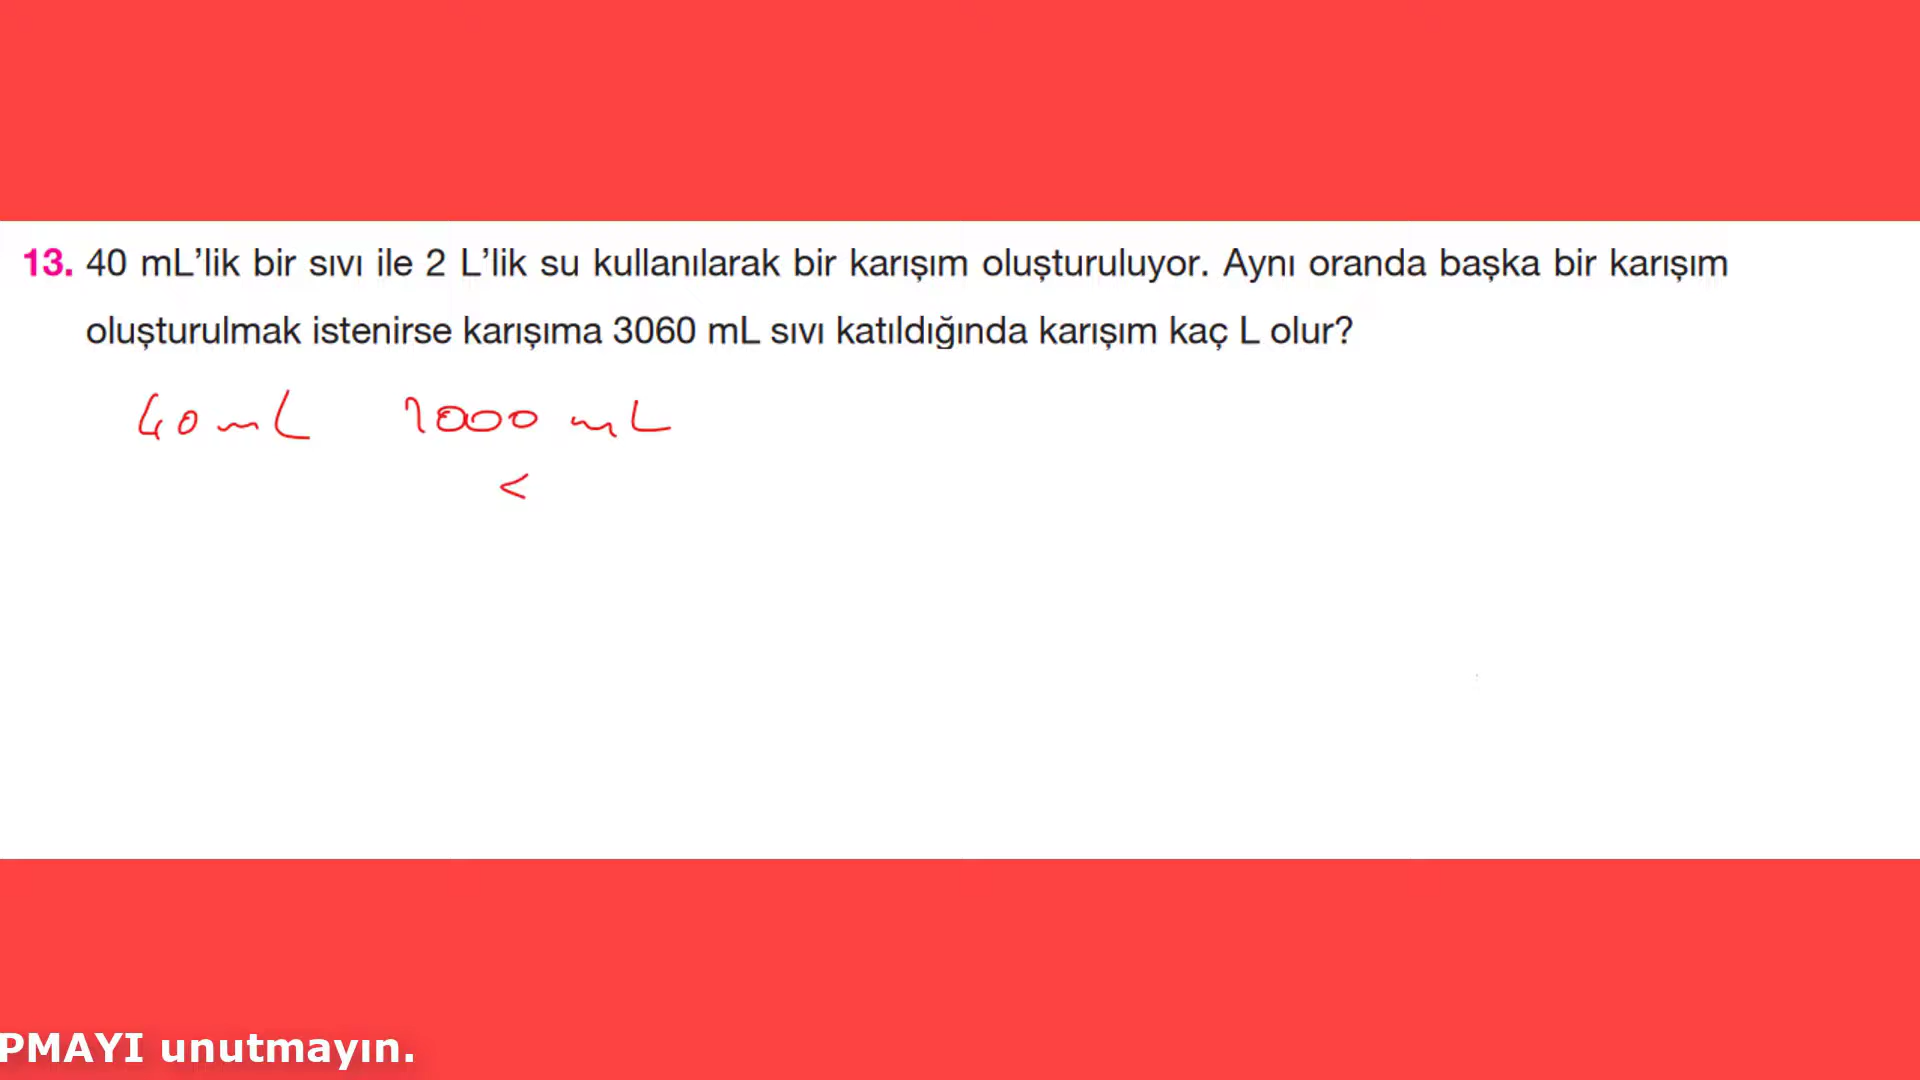 13. 40 mL’lik bir sıvı ile 2 L’lik su kullanılarak bir karışım oluşturuluyor. Aynı oranda başka bir karışım
oluşturulmak istenirse karışıma 3060 mL sıvı katıldığında karışım kaç L olur?
40 mL 2000 mL
<
PMAYI unutmayın.